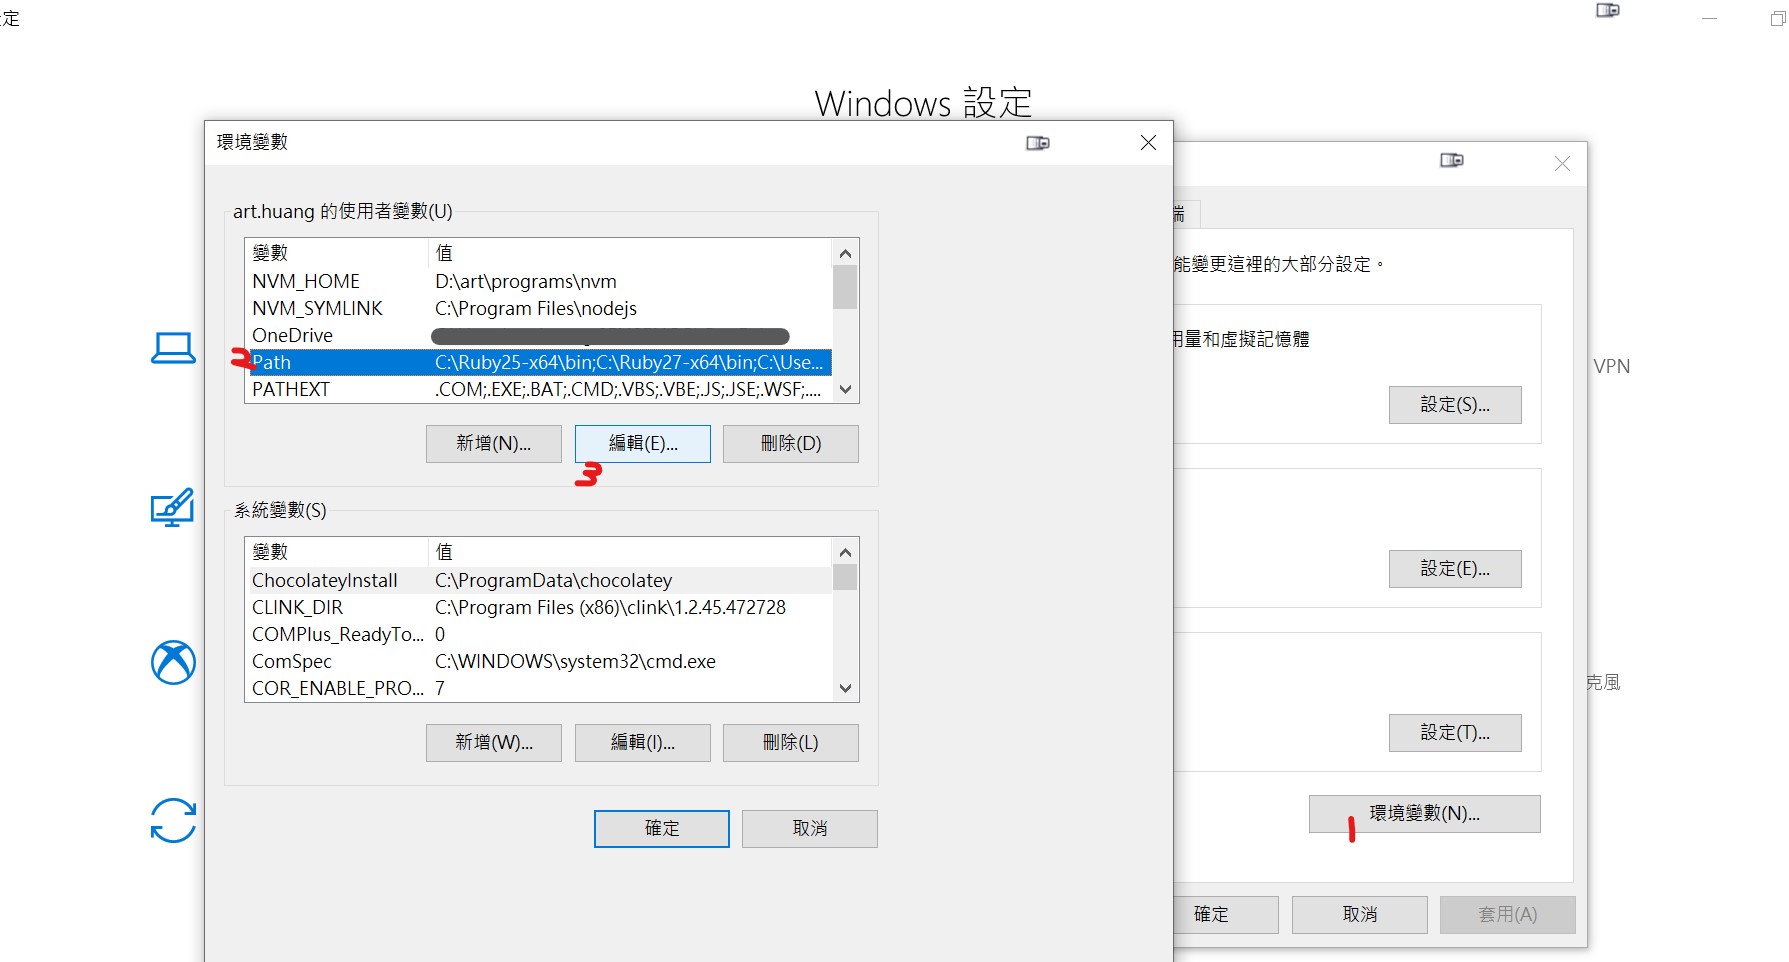 定
Windows 設定
環境變數
art.huang 的使用者變數(U)
變數 值
NVM_HOME D:\art\programs\nvm
NVM_SYMLINK C:\Program Files\nodejs
OneDrive
2
Path C:\Ruby25-x64\bin;C:\Ruby27-x64\bin;C:\Use...
PATHEXT .COM;.EXE;.BAT;.CMD;.VBS;.VBE;.JS;.JSE;.WSF;....
新增(N)... 編輯(E)... 刪除(D)
3
系統變數(S)
變數 值
ChocolateyInstall C:\ProgramData\chocolatey
CLINK_DIR C:\Program Files (x86)\clink\1.2.45.472728
COMPlus_ReadyTo... 0
ComSpec C:\WINDOWS\system32\cmd.exe
COR_ENABLE_PRO... 7
新增(W)... 編輯(I)... 刪除(L)
確定 取消
端
能變更這裡的大部分設定。
用量和虛擬記憶體
設定(S)...
設定(E)...
設定(T)...
環境變數(N)...
1
確定 取消 套用(A)
VPN
克風